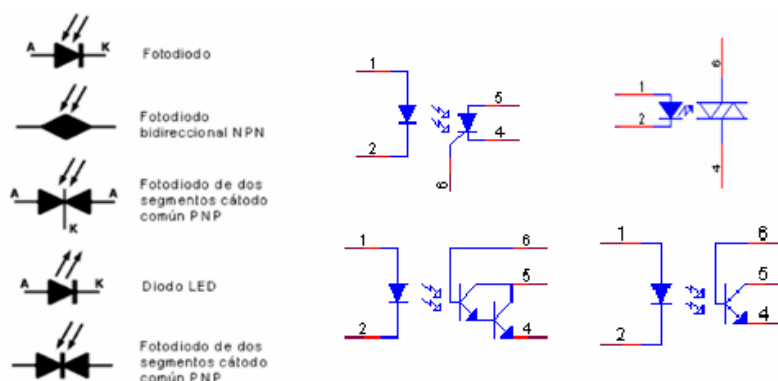 A K Fotodiodo
Fotodiodo
bidireccional NPN
Fotodiodo de dos
segmentos cátodo
común PNP
A A
K
A K Diodo LED
Fotodiodo de dos
segmentos cátodo
común PNP
1
2
5
4
6
1
2
6
4
1
2
6
5
4
1
2
6
5
4